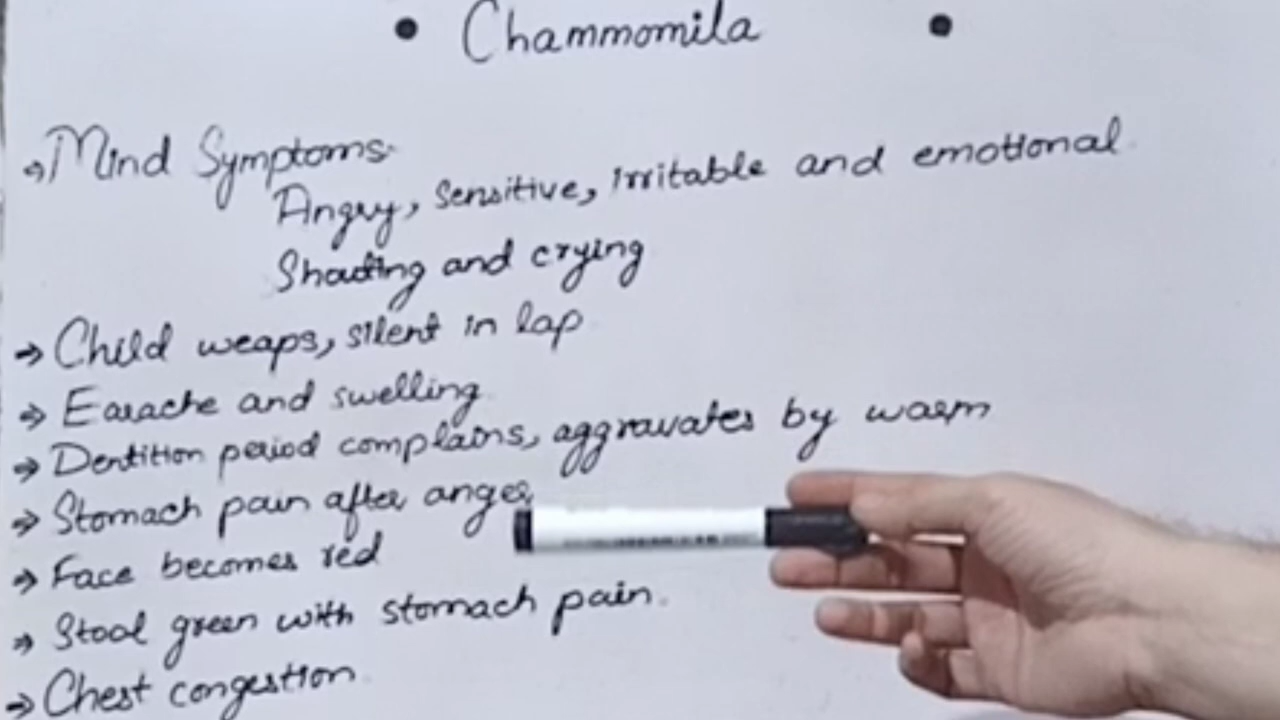 • Chammomila •
⇒ Mind Symptoms
Angry, Sensitive, irritable and emotional
Shouting and crying
⇒ Child weaps, silent in lap
⇒ Earache and swelling
⇒ Dentition period complains, aggravates by warm
⇒ Stomach pain after anger
⇒ Face becomes red
⇒ Stool green with stomach pain.
⇒ Chest congestion